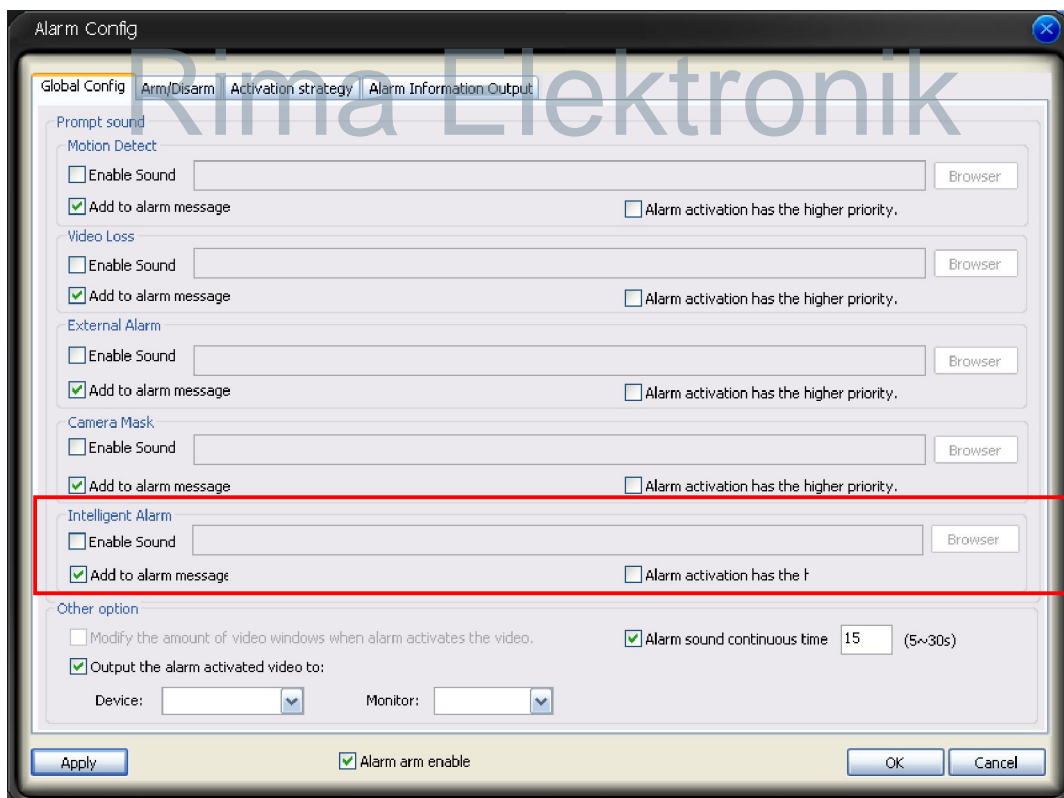 Alarm Config
Rima Elektronik
Global Config Arm/Disarm Activation strategy Alarm Information Output
Prompt sound
Motion Detect
Enable Sound Browser
Add to alarm message Alarm activation has the higher priority.
Video Loss
Enable Sound Browser
Add to alarm message Alarm activation has the higher priority.
External Alarm
Enable Sound Browser
Add to alarm message Alarm activation has the higher priority.
Camera Mask
Enable Sound Browser
Add to alarm message Alarm activation has the higher priority.
Intelligent Alarm
Enable Sound Browser
Add to alarm message Alarm activation has the
Other option
Modify the amount of video windows when alarm activates the video. Alarm sound continuous time 15 (5~30s)
Output the alarm activated video to:
Device: Monitor:
Apply Alarm arm enable OK Cancel